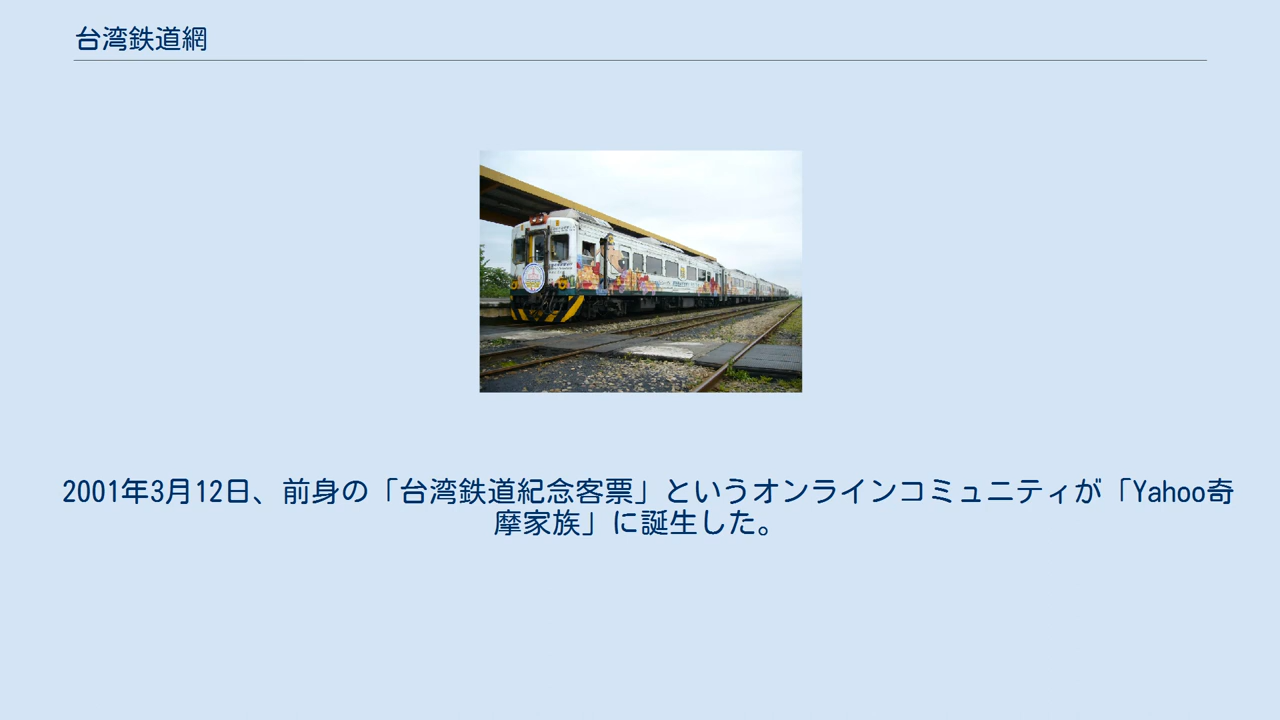 台湾鉄道網
2001年3月12日、前身の「台湾鉄道紀念客票」というオンラインコミュニティが「Yahoo奇
摩家族」に誕生した。